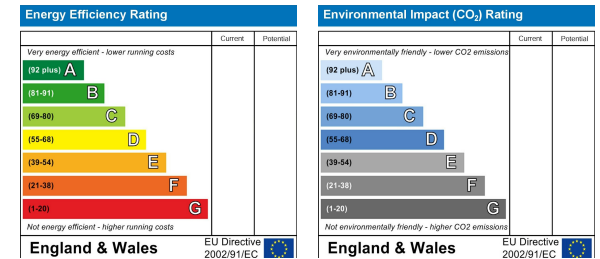 Energy Efficiency Rating
Current Potential
Very energy efficient - lower running costs
(92 plus) A
(81-91) B
(69-80) C
(55-68) D
(39-54) E
(21-38) F
(1-20) G
Not energy efficient - higher running costs
England & Wales
EU Directive
2002/91/EC
Environmental Impact (CO₂) Rating
Current Potential
Very environmentally friendly - lower CO2 emissions
(92 plus) A
(81-91) B
(69-80) C
(55-68) D
(39-54) E
(21-38) F
(1-20) G
Not environmentally friendly - higher CO2 emissions
England & Wales
EU Directive
2002/91/EC